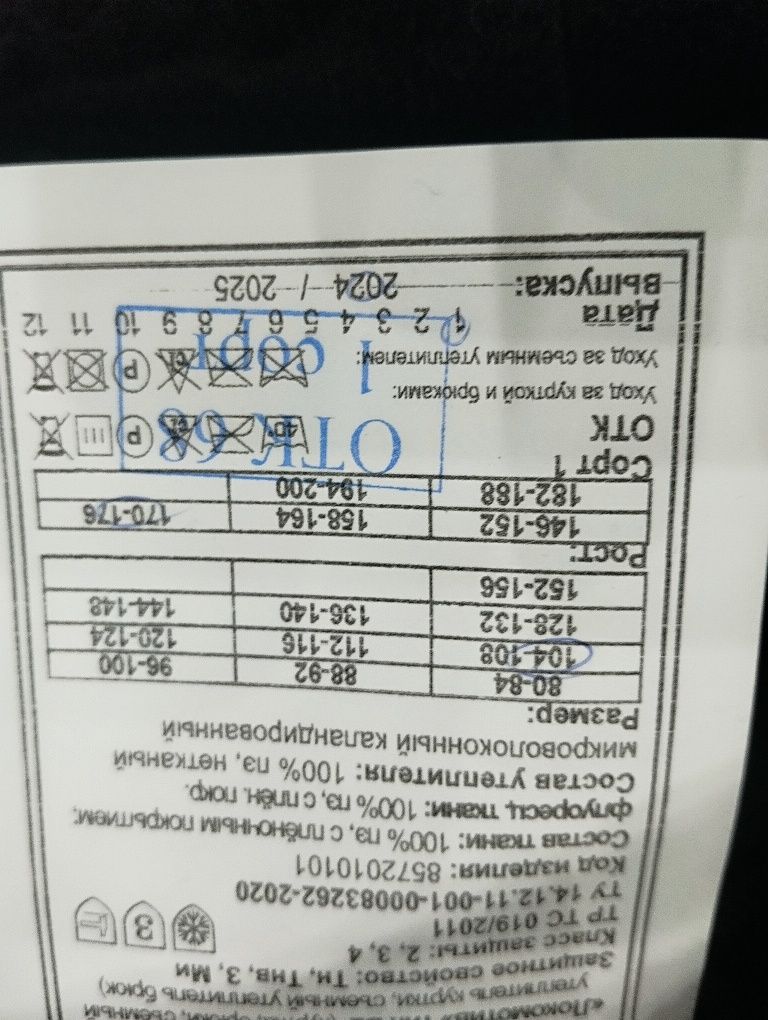 утеплитель куртки, съемный утеплитель брюк)
Защитное свойство: Тн, Тнв, З, Ми
Класс защиты: 2, 3, 4
ТР ТС 019/2011
3
ТУ 14.12.11-001-00083262-2020
Код изделия: 8572010101
Состав ткани: 100% пэ, с плёночным покрытием;
флуоресц. ткани: 100% пэ, с плён. покр.
Состав утеплителя: 100% пэ, нетканый
микроволоконный каландированный
Размер:
80-84 88-92 96-100
104-108 112-116 120-124
128-132 136-140 144-148
152-156
Рост:
146-152 158-164 170-176
182-188 194-200
Сорт 1
ОТК
ОТК 68
1 сорт
Уход за курткой и брюками: 40° P
Уход за съемным утеплителем: P
Дата 1 2 3 4 5 6 7 8 9 10 11 12
выпуска: 2024 / 2025